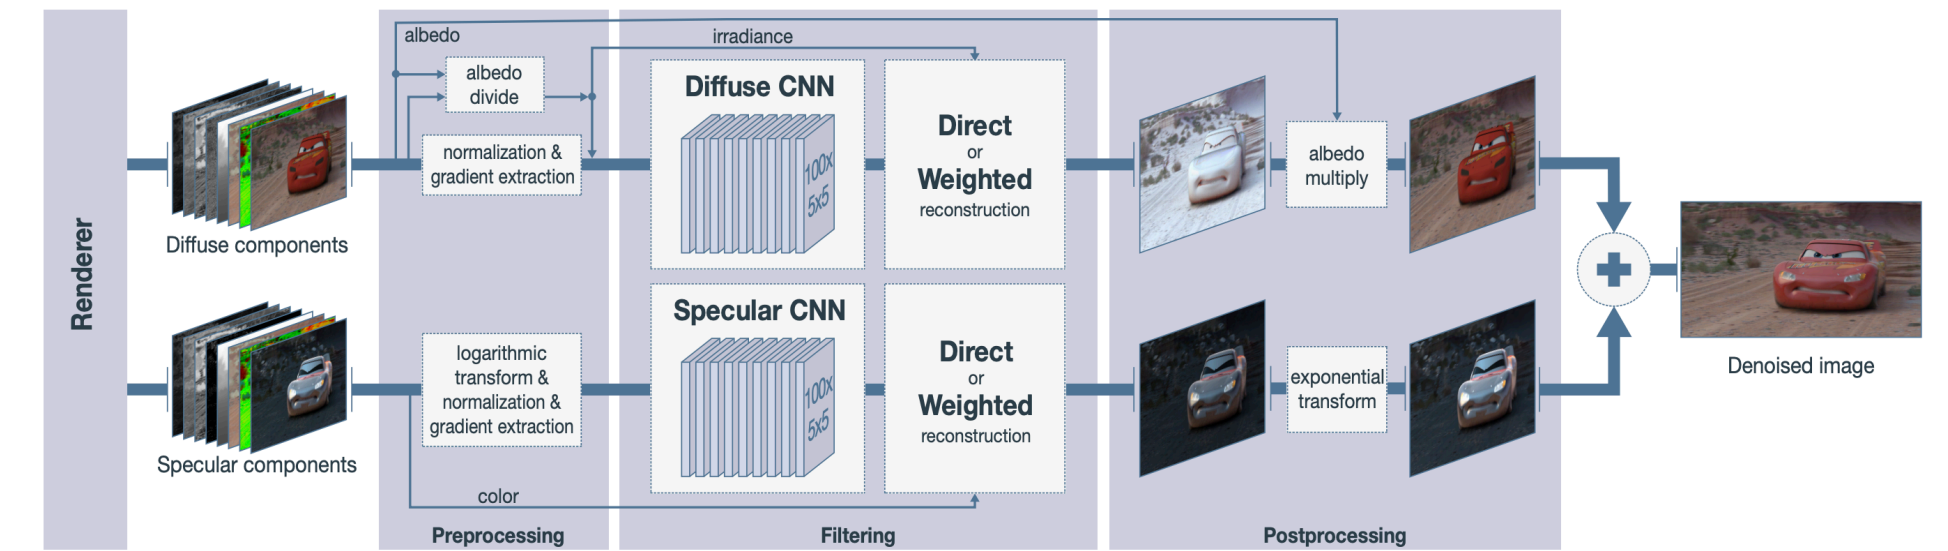 Renderer
Diffuse components
Specular components
albedo
albedo
divide
normalization &
gradient extraction
logarithmic
transform &
normalization &
gradient extraction
color
Preprocessing
irradiance
Diffuse CNN
100x
5x5
Direct
or
Weighted
reconstruction
Specular CNN
100x
5x5
Direct
or
Weighted
reconstruction
Filtering
albedo
multiply
exponential
transform
Postprocessing
Denoised image